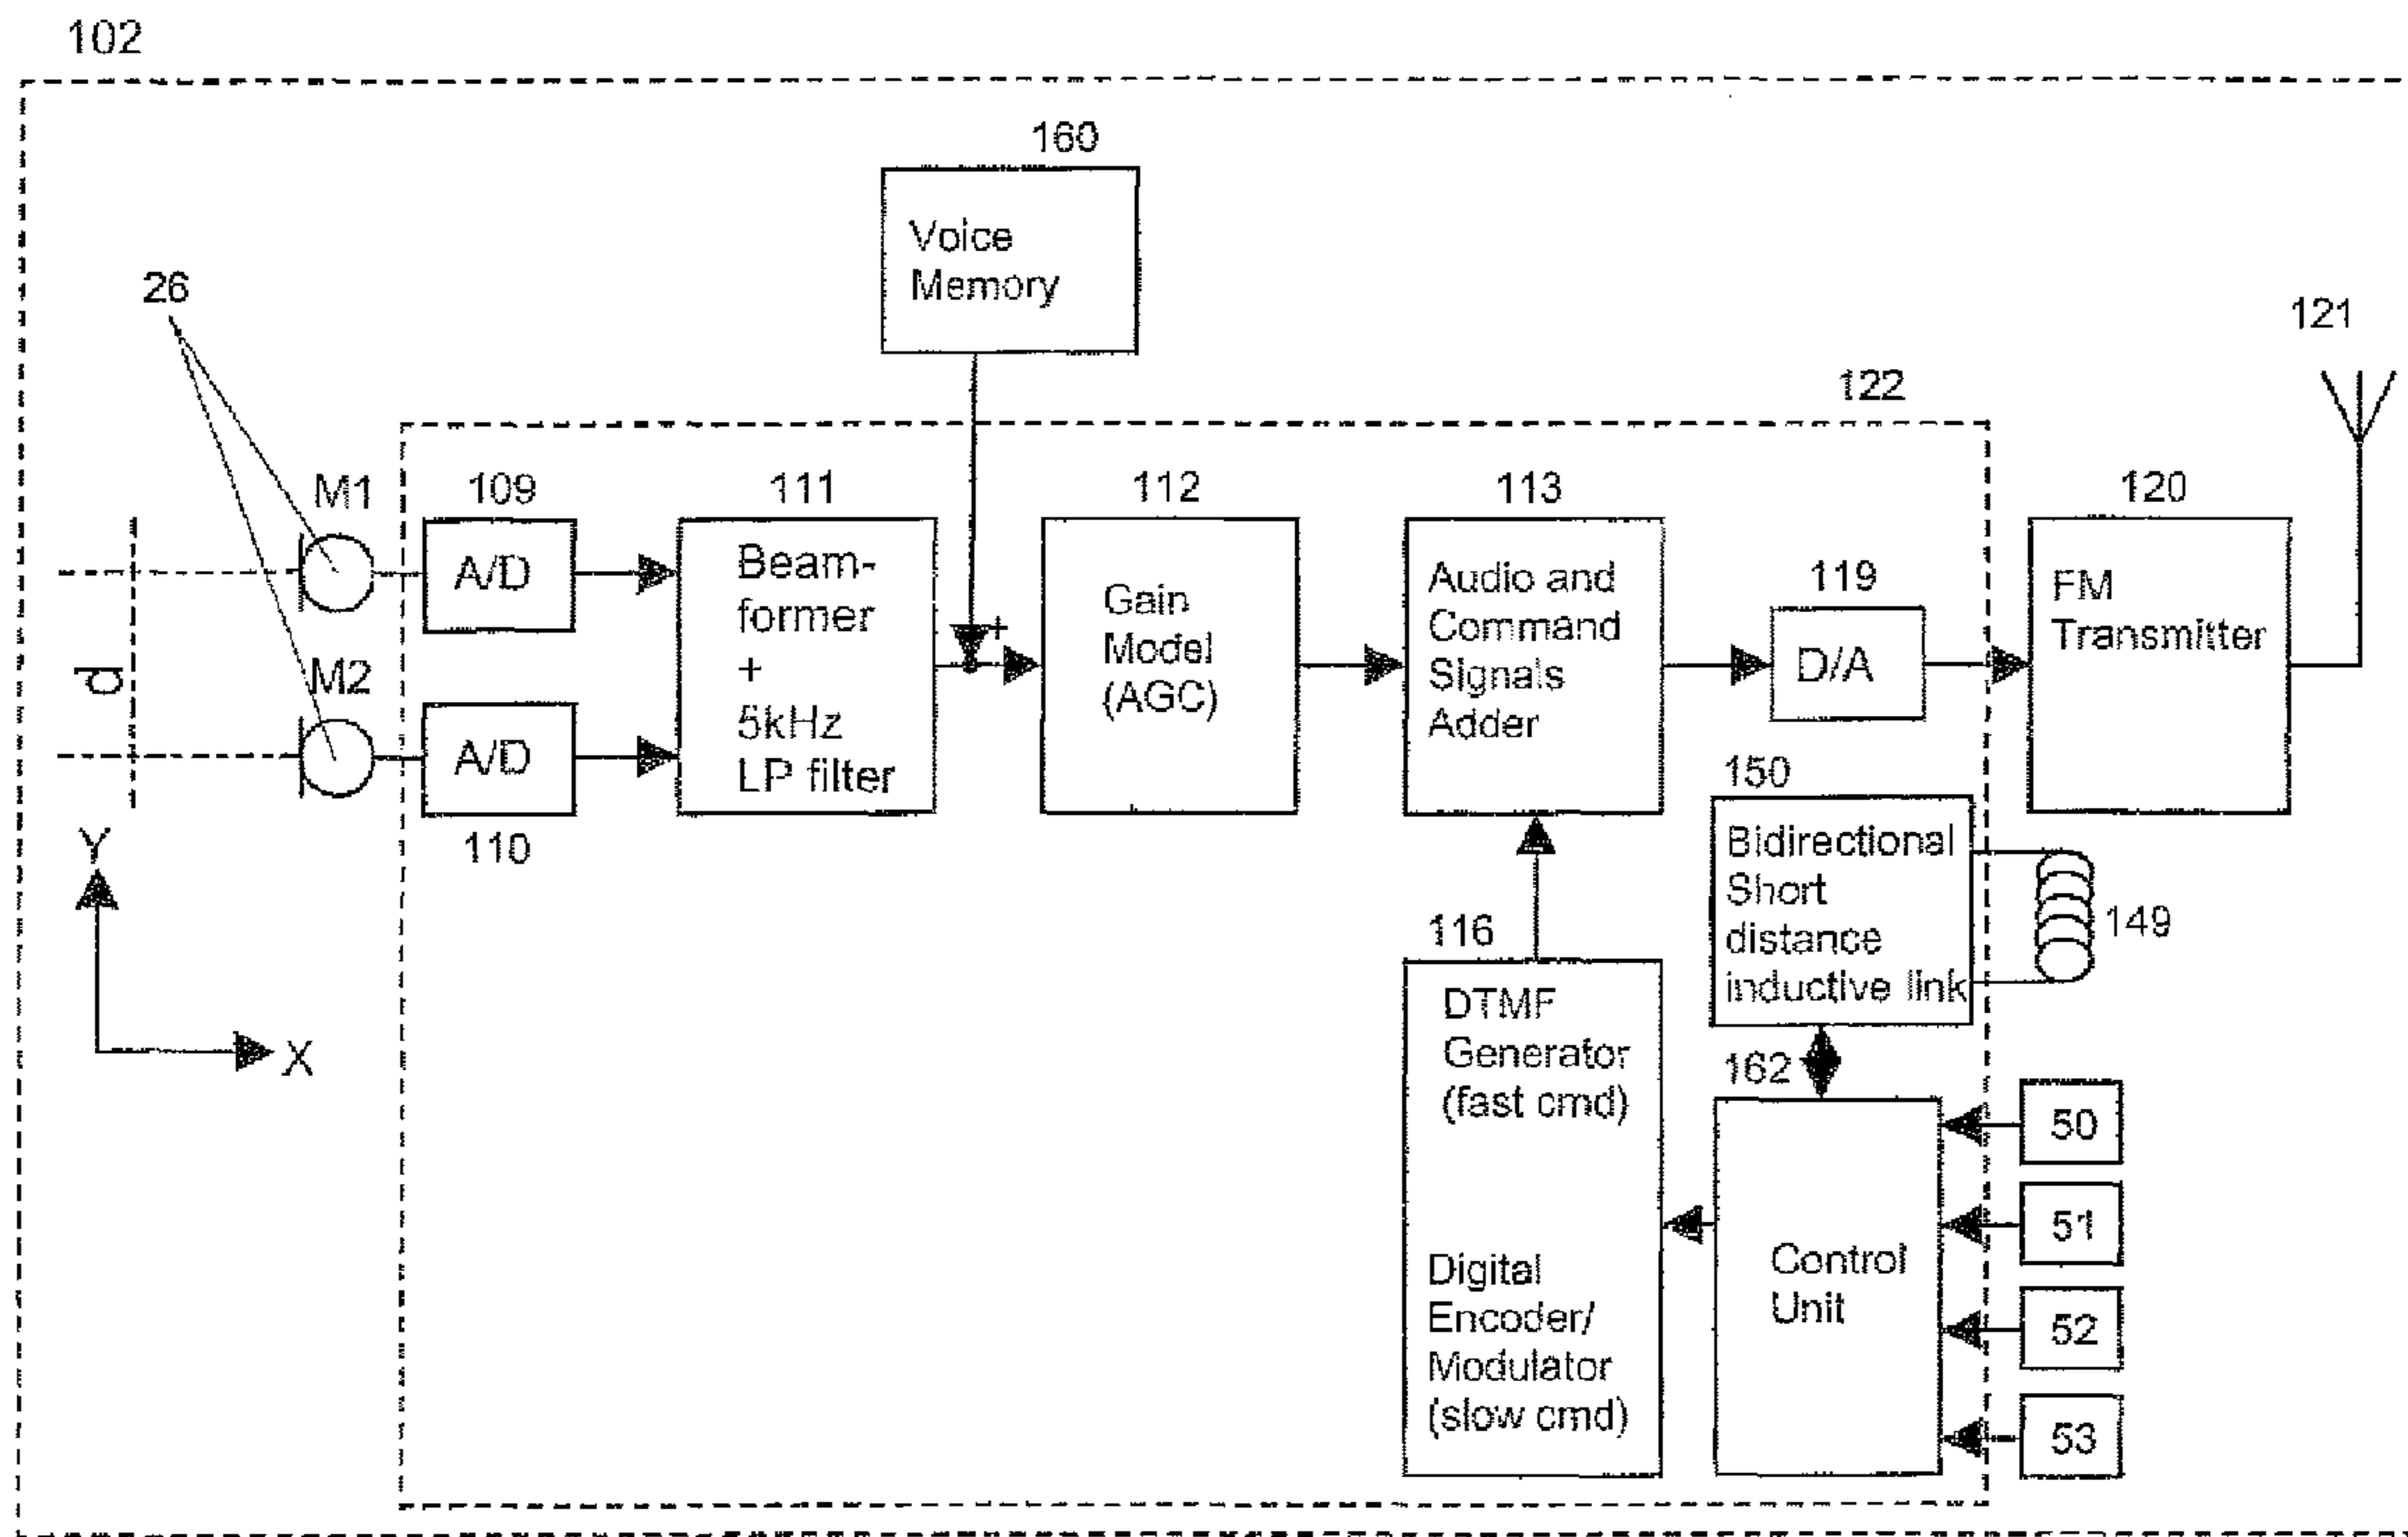 102
160
Voice
Memory
26
121
122
M1
109
111
112
113
120
A/D
Beam-
former
+
5kHz
LP filter
+
Gain
Model
(AGC)
Audio and
Command
Signals
Adder
119
D/A
FM
Transmitter
d
M2
A/D
110
150
Bidirectional
Short
distance
inductive link
149
Y
X
116
DTMF
Generator
(fast cmd)
Digital
Encoder/
Modulator
(slow cmd)
162
Control
Unit
50
51
52
53